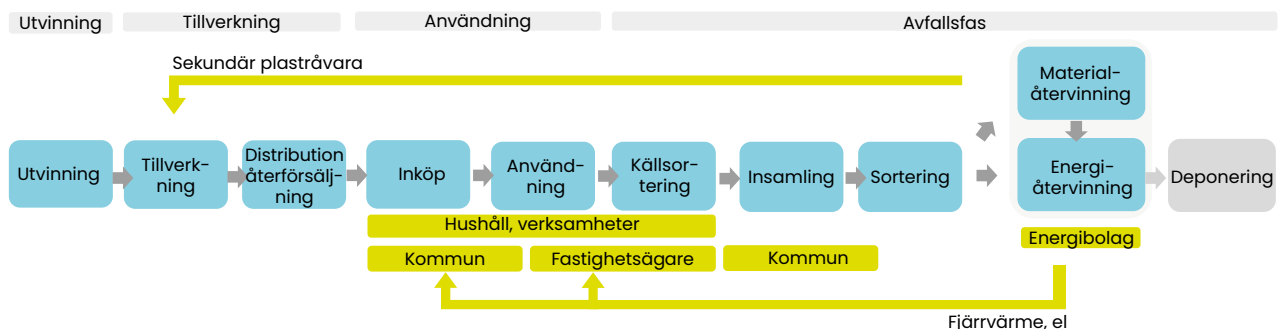 Utvinning
Tillverkning
Användning
Avfallsfas
Sekundär plastråvara
Material-
återvinning
Utvinning
Tillverk-
ning
Distribution
återförsälj-
ning
Inköp
Använd-
ning
Källsor-
tering
Insamling
Sortering
Energi-
återvinning
Deponering
Hushåll, verksamheter
Energibolag
Kommun
Fastighetsägare
Kommun
Fjärrvärme, el